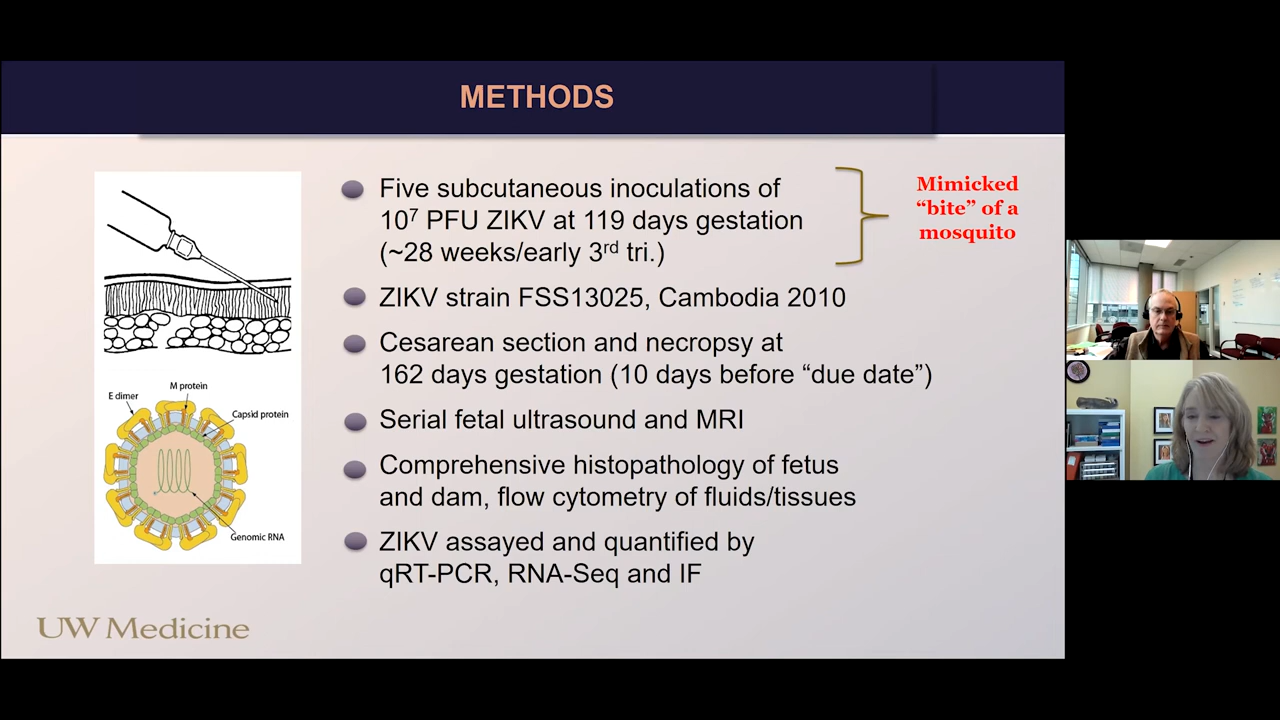 METHODS
Five subcutaneous inoculations of
10⁷ PFU ZIKV at 119 days gestation
(~28 weeks/early 3ʳᵈ tri.)
Mimicked
“bite” of a
mosquito
ZIKV strain FSS13025, Cambodia 2010
Cesarean section and necropsy at
162 days gestation (10 days before “due date”)
Serial fetal ultrasound and MRI
Comprehensive histopathology of fetus
and dam, flow cytometry of fluids/tissues
ZIKV assayed and quantified by
qRT-PCR, RNA-Seq and IF
M protein
E dimer
Capsid protein
Genomic RNA
UW Medicine